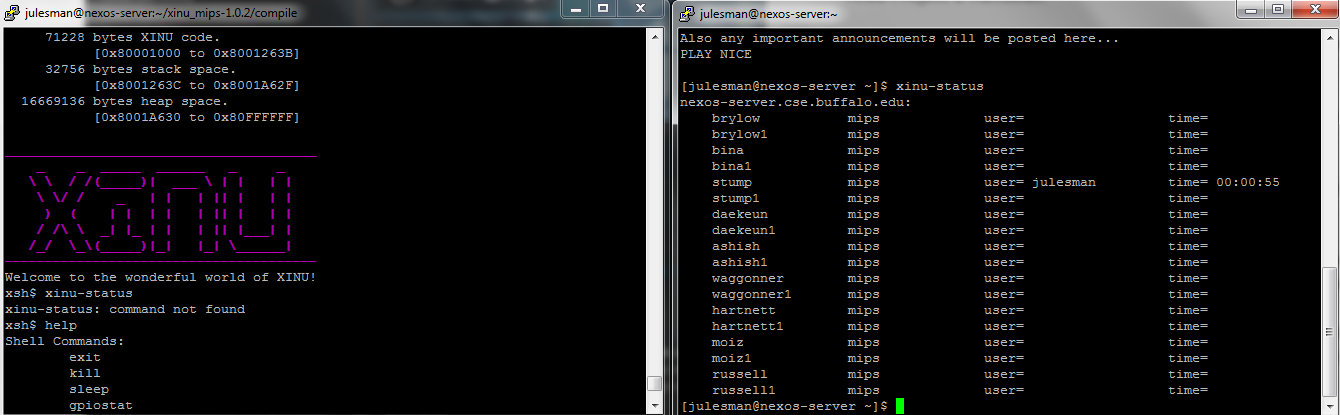 julesman@nexos-server:~/xinu_mips-1.0.2/compile
71228 bytes XINU code.
[0x80001000 to 0x8001263B]
32756 bytes stack space.
[0x8001263C to 0x8001A62F]
16669136 bytes heap space.
[0x8001A630 to 0x80FFFFFF]
XINU
Welcome to the wonderful world of XINU!
xsh$ xinu-status
xinu-status: command not found
xsh$ help
Shell Commands:
exit
kill
sleep
gpiostat
julesman@nexos-server:~
Also any important announcements will be posted here...
PLAY NICE
[julesman@nexos-server ~]$ xinu-status
nexos-server.cse.buffalo.edu:
brylow mips user= time=
brylow1 mips user= time=
bina mips user= time=
bina1 mips user= time=
stump mips user= julesman time= 00:00:55
stump1 mips user= time=
daekeun mips user= time=
daekeun1 mips user= time=
ashish mips user= time=
ashish1 mips user= time=
waggonner mips user= time=
waggonner1 mips user= time=
hartnett mips user= time=
hartnett1 mips user= time=
moiz mips user= time=
moiz1 mips user= time=
russell mips user= time=
russell1 mips user= time=
[julesman@nexos-server ~]$